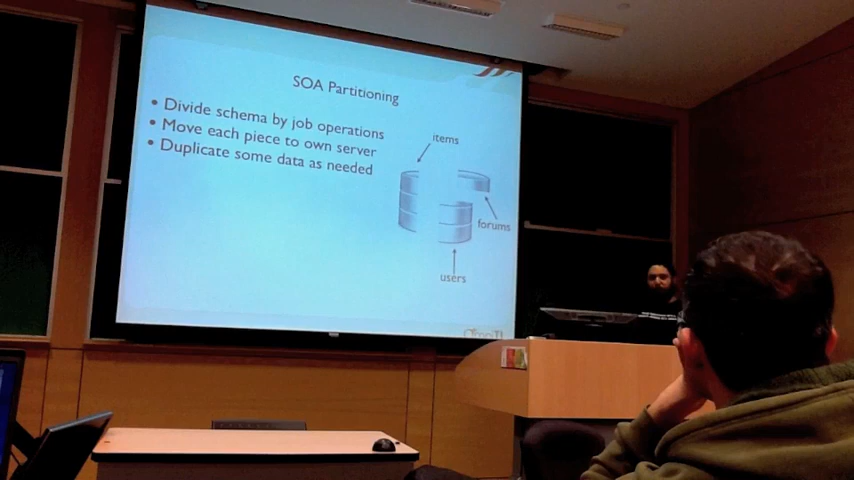 SOA Partitioning
• Divide schema by job operations
• Move each piece to own server
• Duplicate some data as needed
items
forums
users